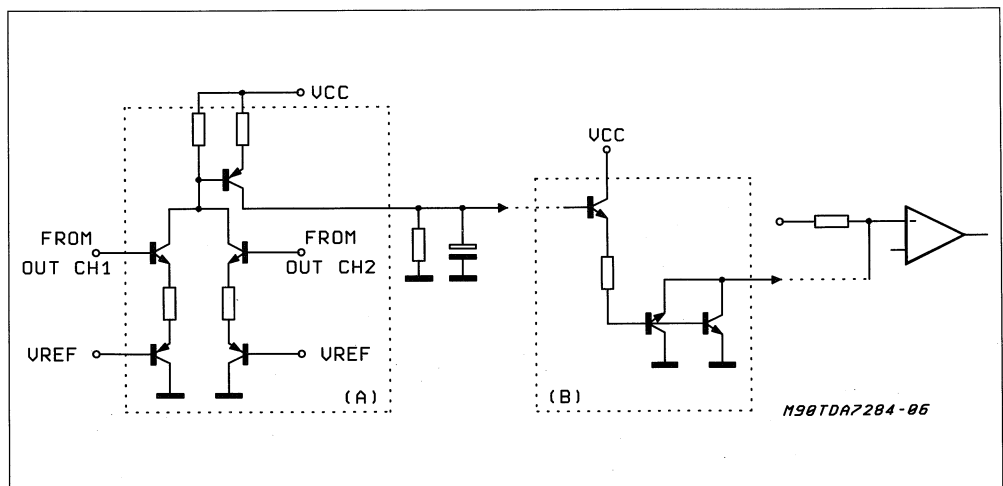 VCC
VCC
FROM
OUT CH1
FROM
OUT CH2
-
VREF
VREF
(A)
(B)
M90TDA7284-06